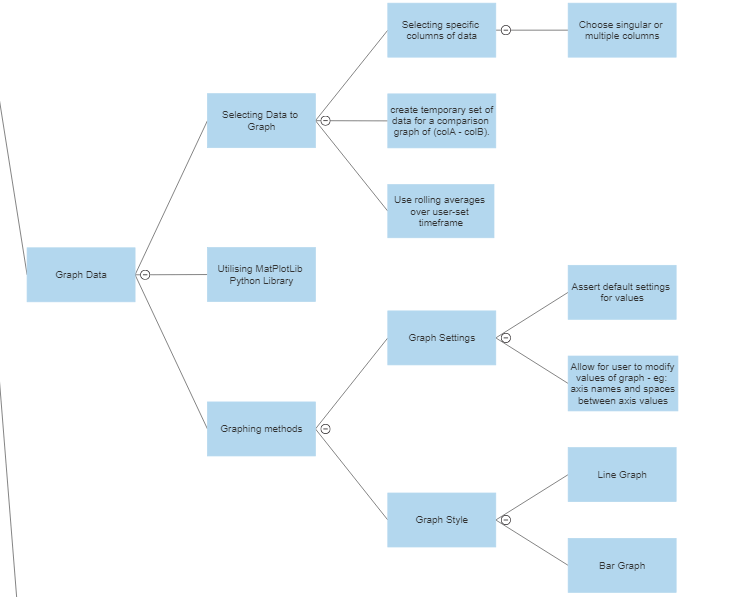 Selecting specific
columns of data
Choose singular or
multiple columns
Selecting Data to
Graph
create temporary set of
data for a comparison
graph of (colA - colB).
Use rolling averages
over user-set
timeframe
Graph Data
Utilising MatPlotLib
Python Library
Assert default settings
for values
Graph Settings
Allow for user to modify
values of graph - eg:
axis names and spaces
between axis values
Graphing methods
Line Graph
Graph Style
Bar Graph